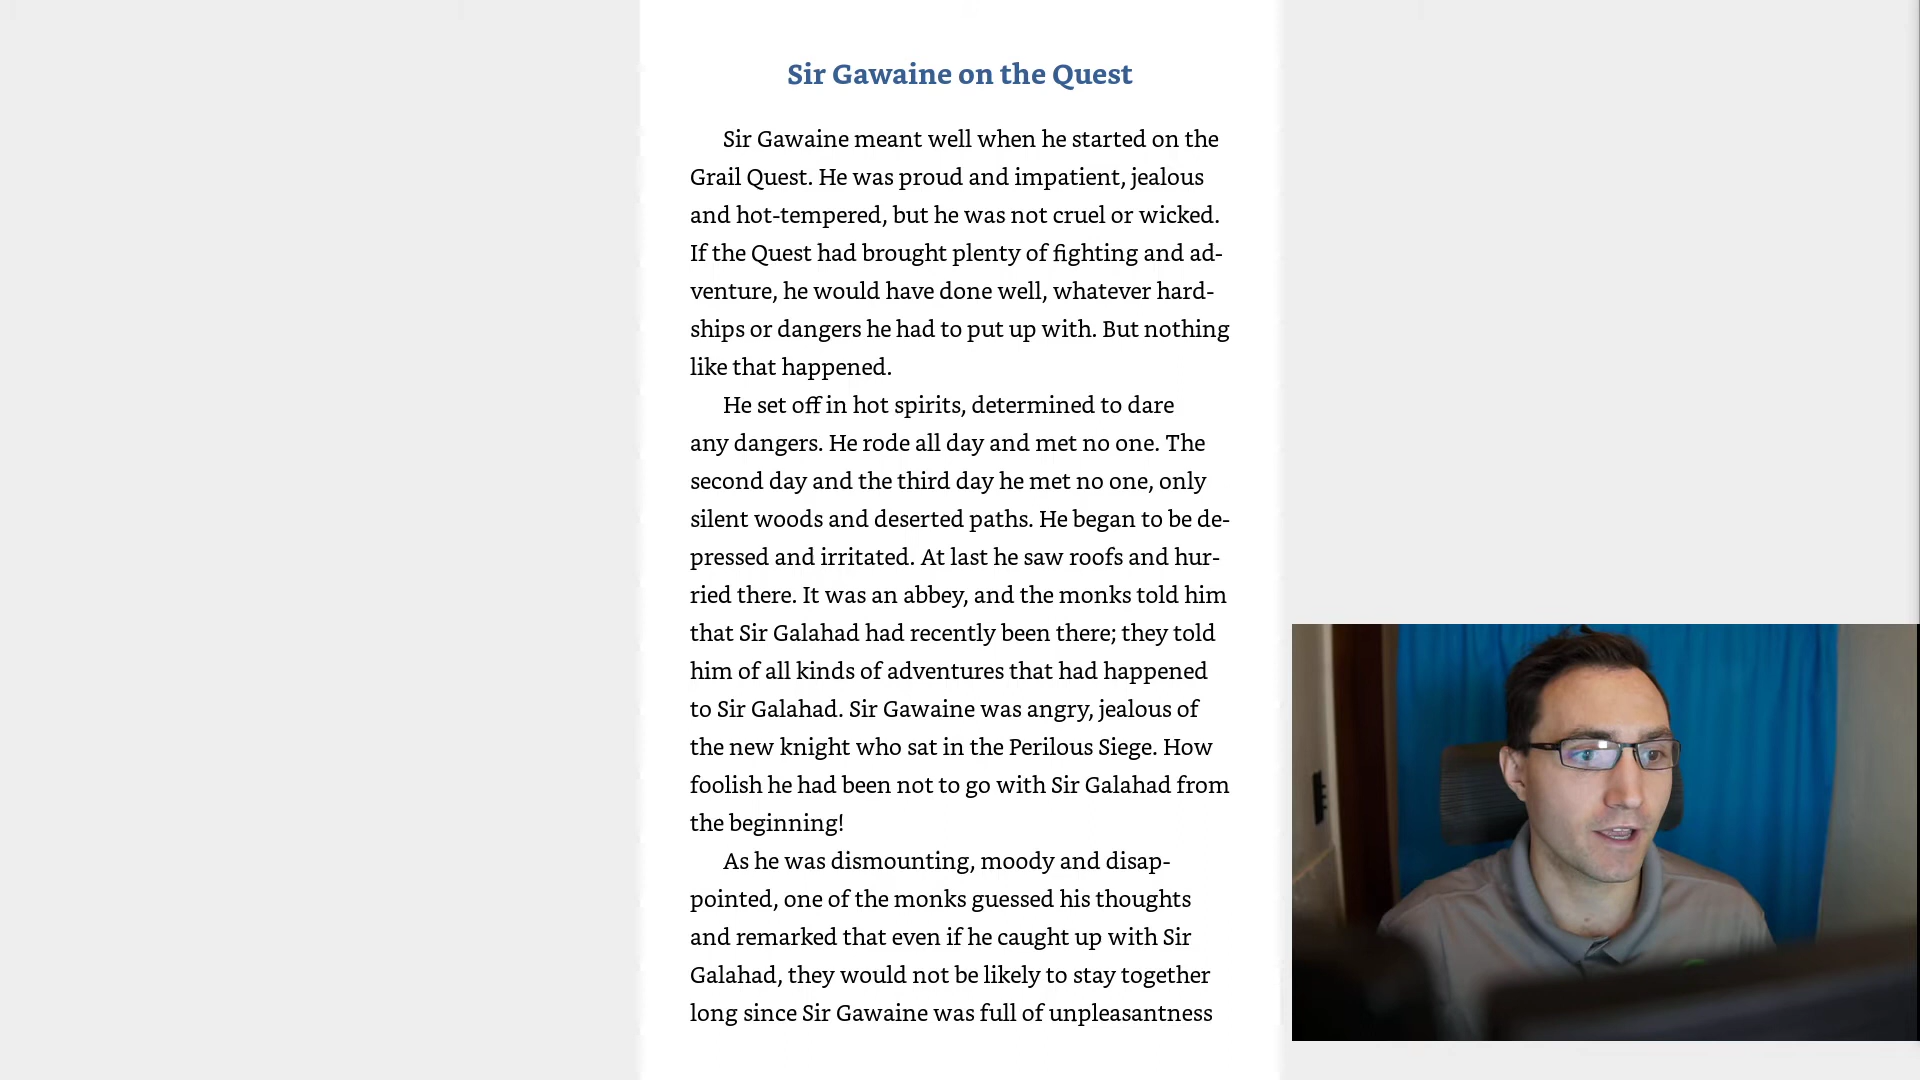 Sir Gawaine on the Quest
Sir Gawaine meant well when he started on the
Grail Quest. He was proud and impatient, jealous
and hot-tempered, but he was not cruel or wicked.
If the Quest had brought plenty of fighting and ad-
venture, he would have done well, whatever hard-
ships or dangers he had to put up with. But nothing
like that happened.
He set off in hot spirits, determined to dare
any dangers. He rode all day and met no one. The
second day and the third day he met no one, only
silent woods and deserted paths. He began to be de-
pressed and irritated. At last he saw roofs and hur-
ried there. It was an abbey, and the monks told him
that Sir Galahad had recently been there; they told
him of all kinds of adventures that had happened
to Sir Galahad. Sir Gawaine was angry, jealous of
the new knight who sat in the Perilous Siege. How
foolish he had been not to go with Sir Galahad from
the beginning!
As he was dismounting, moody and disap-
pointed, one of the monks guessed his thoughts
and remarked that even if he caught up with Sir
Galahad, they would not be likely to stay together
long since Sir Gawaine was full of unpleasantness